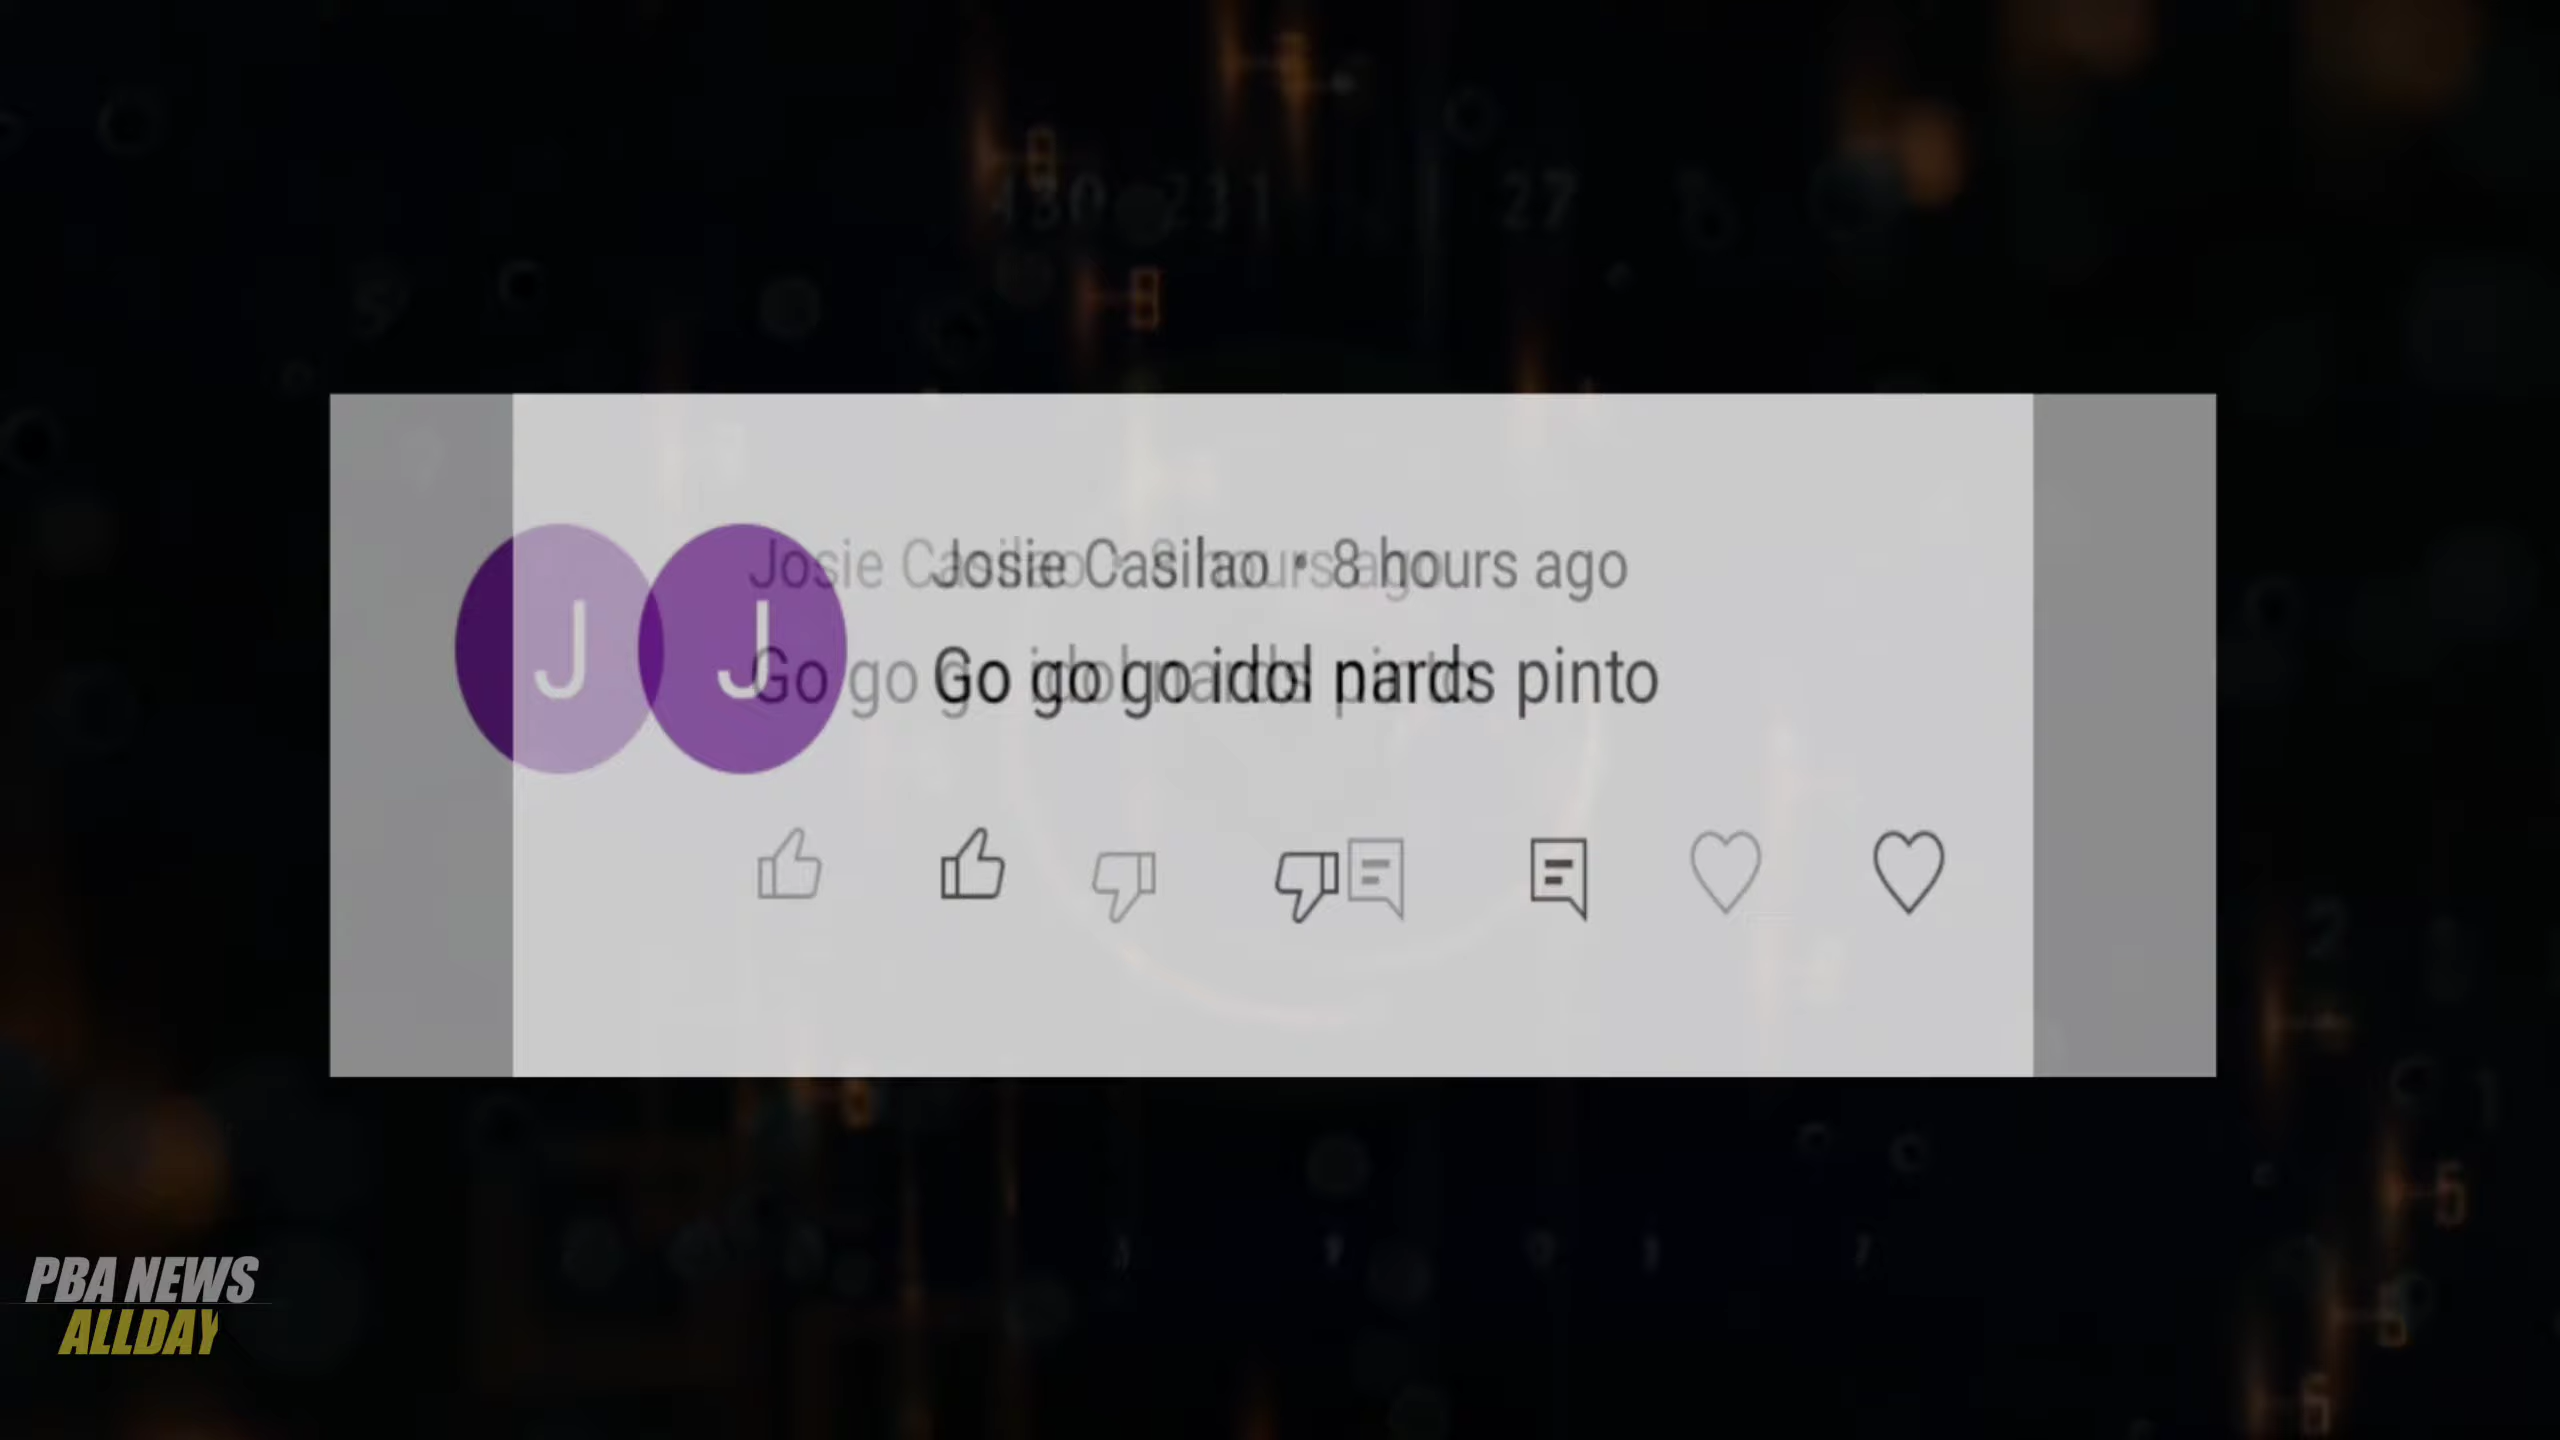 J J
Josie Casilao • 8 hours ago
Go go go idol nards pinto
PBA NEWS
ALLDAY